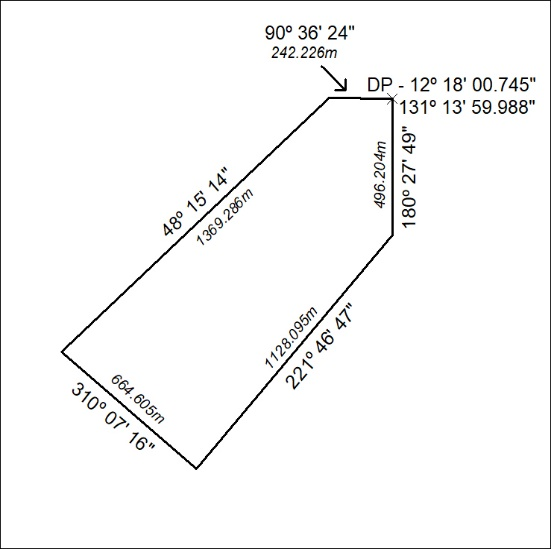 90º 36' 24"
242.226m
DP - 12º 18' 00.745"
131º 13' 59.988"
496.204m
180º 27' 49"
48º 15' 14"
1369.286m
1128.095m
221º 46' 47"
664.605m
310º 07' 16"